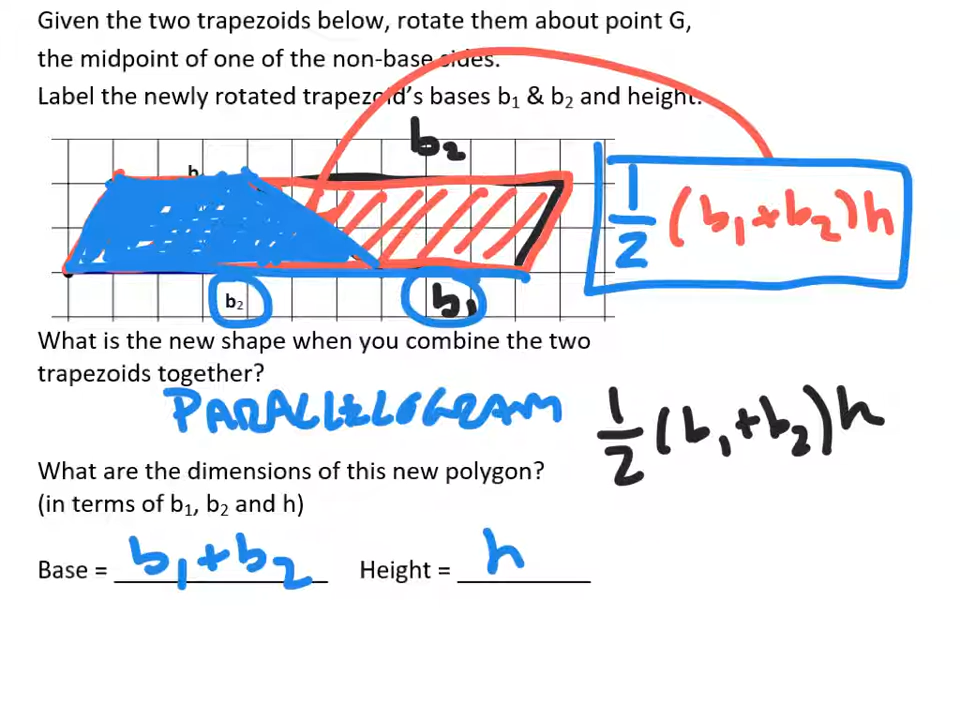 Given the two trapezoids below, rotate them about point G,
the midpoint of one of the non-base sides.
Label the newly rotated trapezoid's bases b₁ & b₂ and height.
b₂
b
1/2 (b₁+b₂)h
b₂
b₁
What is the new shape when you combine the two
trapezoids together?
PARALLELOGRAM
1/2 (b₁+b₂)h
What are the dimensions of this new polygon?
(in terms of b₁, b₂ and h)
Base = b₁+b₂ Height = h